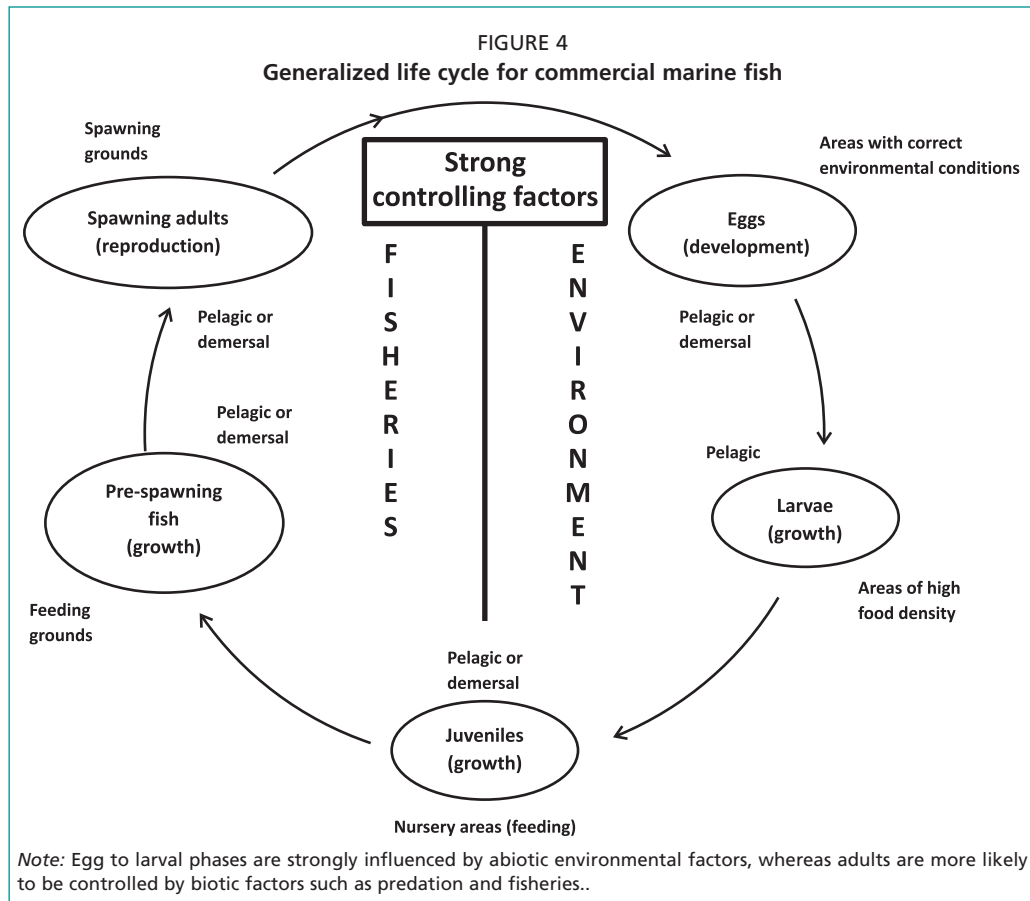 FIGURE 4
Generalized life cycle for commercial marine fish
Spawning
grounds
Spawning adults
(reproduction)
Pelagic or
demersal
Strong
controlling factors
FISHERIES
ENVIRONMENT
Areas with correct
environmental conditions
Eggs
(development)
Pelagic or
demersal
Pelagic
Larvae
(growth)
Areas of high
food density
Pelagic or
demersal
Juveniles
(growth)
Nursery areas (feeding)
Pelagic or
demersal
Pre-spawning
fish
(growth)
Feeding
grounds
Note: Egg to larval phases are strongly influenced by abiotic environmental factors, whereas adults are more likely
to be controlled by biotic factors such as predation and fisheries..